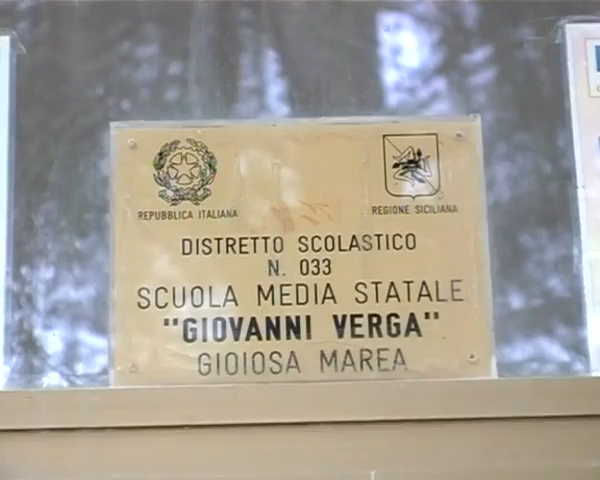 REPUBBLICA ITALIANA
REGIONE SICILIANA
DISTRETTO SCOLASTICO
N. 033
SCUOLA MEDIA STATALE
"GIOVANNI VERGA"
GIOIOSA MAREA